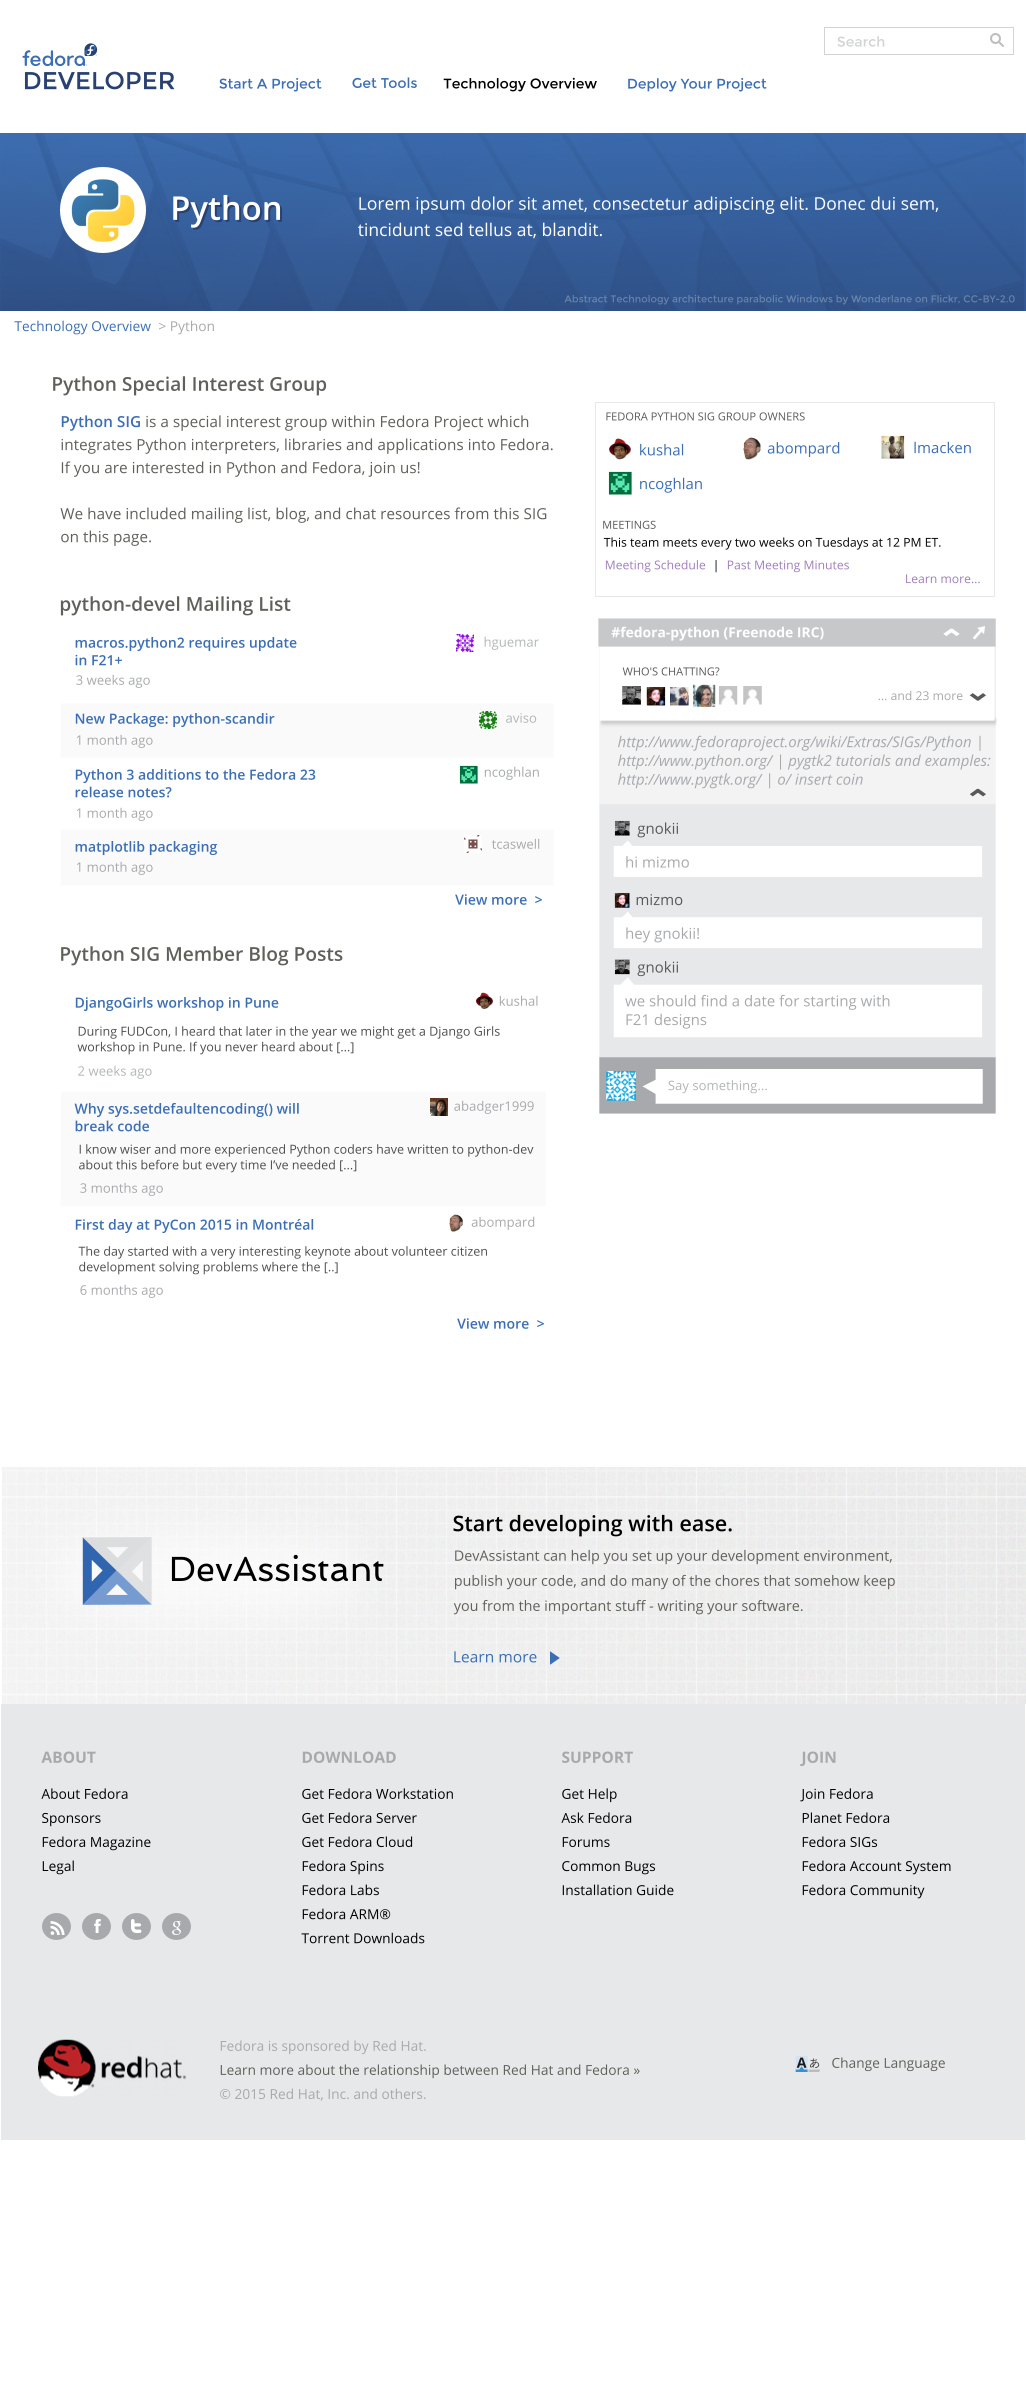 Search
fedora
DEVELOPER
Start A Project
Get Tools
Technology Overview
Deploy Your Project
Python
Lorem ipsum dolor sit amet, consectetur adipiscing elit. Donec dui sem,
tincidunt sed tellus at, blandit.
Abstract Technology architecture parabolic Windows by Wonderlane on Flickr. CC-BY-2.0
Technology Overview > Python
Python Special Interest Group
Python SIG is a special interest group within Fedora Project which
integrates Python interpreters, libraries and applications into Fedora.
If you are interested in Python and Fedora, join us!
We have included mailing list, blog, and chat resources from this SIG
on this page.
python-devel Mailing List
macros.python2 requires update
in F21+
hguemar
3 weeks ago
New Package: python-scandir
aviso
1 month ago
Python 3 additions to the Fedora 23
release notes?
ncoghlan
1 month ago
matplotlib packaging
tcaswell
1 month ago
View more >
Python SIG Member Blog Posts
DjangoGirls workshop in Pune
kushal
During FUDCon, I heard that later in the year we might get a Django Girls
workshop in Pune. If you never heard about [...]
2 weeks ago
Why sys.setdefaultencoding() will
break code
abadger1999
I know wiser and more experienced Python coders have written to python-dev
about this before but every time I've needed [...]
3 months ago
First day at PyCon 2015 in Montréal
abompard
The day started with a very interesting keynote about volunteer citizen
development solving problems where the [..]
6 months ago
View more >
FEDORA PYTHON SIG GROUP OWNERS
kushal
abompard
lmacken
ncoghlan
MEETINGS
This team meets every two weeks on Tuesdays at 12 PM ET.
Meeting Schedule | Past Meeting Minutes
Learn more...
#fedora-python (Freenode IRC)
WHO'S CHATTING?
... and 23 more
http://www.fedoraproject.org/wiki/Extras/SIGs/Python |
http://www.python.org/ | pygtk2 tutorials and examples:
http://www.pygtk.org/ | o/ insert coin
gnokii
hi mizmo
mizmo
hey gnokii!
gnokii
we should find a date for starting with
F21 designs
Say something...
DevAssistant
Start developing with ease.
DevAssistant can help you set up your development environment,
publish your code, and do many of the chores that somehow keep
you from the important stuff - writing your software.
Learn more
ABOUT
About Fedora
Sponsors
Fedora Magazine
Legal
DOWNLOAD
Get Fedora Workstation
Get Fedora Server
Get Fedora Cloud
Fedora Spins
Fedora Labs
Fedora ARM®
Torrent Downloads
SUPPORT
Get Help
Ask Fedora
Forums
Common Bugs
Installation Guide
JOIN
Join Fedora
Planet Fedora
Fedora SIGs
Fedora Account System
Fedora Community
redhat.
Fedora is sponsored by Red Hat.
Learn more about the relationship between Red Hat and Fedora »
© 2015 Red Hat, Inc. and others.
Aあ Change Language